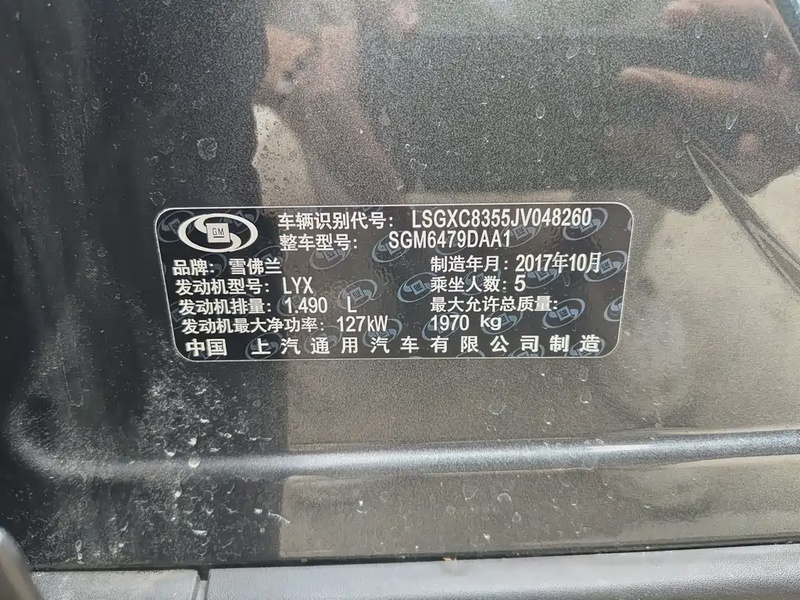 GM
车辆识别代号: LSGXC8355JV048260
整车型号: SGM6479DAA1
品牌: 雪佛兰 制造年月: 2017年10月
发动机型号: LYX 乘坐人数: 5
发动机排量: 1.490 L 最大允许总质量:
发动机最大净功率: 127kW 1970 kg
中国 上汽通用汽车有限公司制造